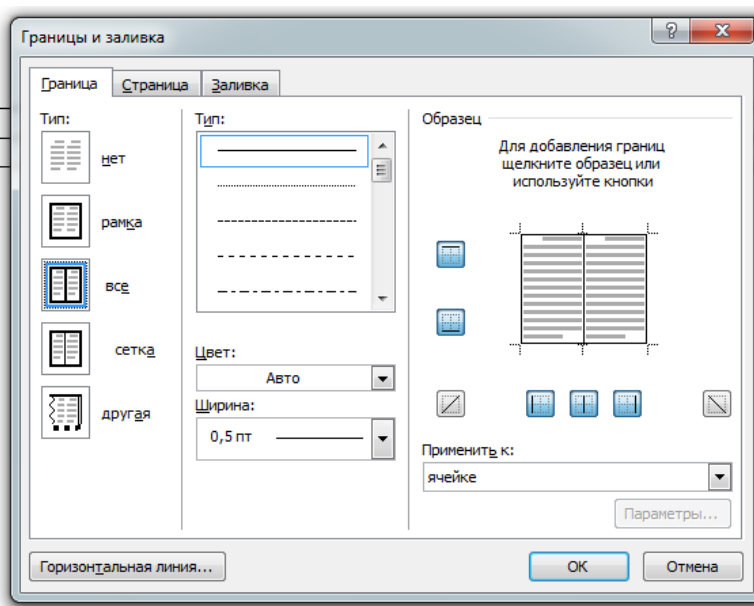 Границы и заливка
Граница
Страница
Заливка
Тип:
нет
рамка
все
сетка
другая
Тип:
Цвет:
Авто
Ширина:
0,5 пт
Образец
Для добавления границ
щелкните образец или
используйте кнопки
Применить к:
ячейке
Параметры...
Горизонтальная линия...
ОК
Отмена